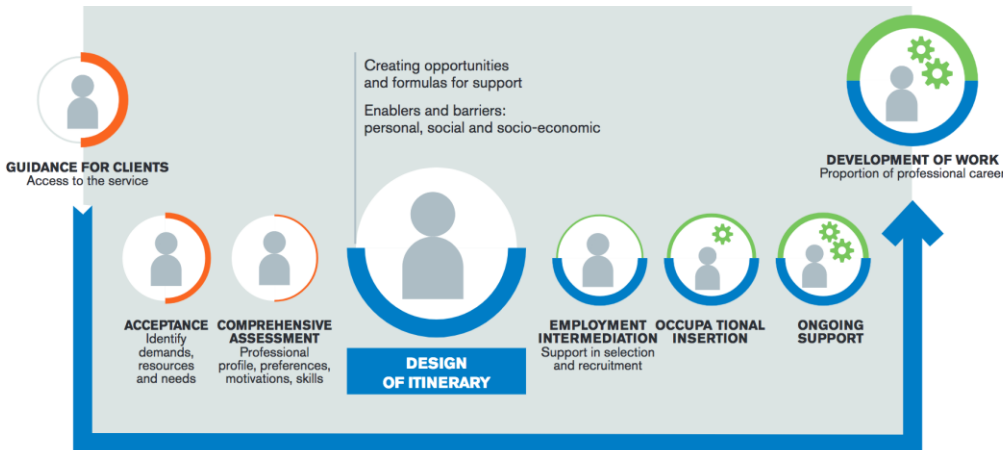 Creating opportunities
and formulas for support
Enablers and barriers:
personal, social and socio-economic
GUIDANCE FOR CLIENTS
Access to the service
DEVELOPMENT OF WORK
Proportion of professional career
ACCEPTANCE
Identify
demands,
resources
and needs
COMPREHENSIVE
ASSESSMENT
Professional
profile, preferences,
motivations, skills
DESIGN
OF ITINERARY
EMPLOYMENT
INTERMEDIATION
Support in selection
and recruitment
OCCUPA TIONAL
INSERTION
ONGOING
SUPPORT